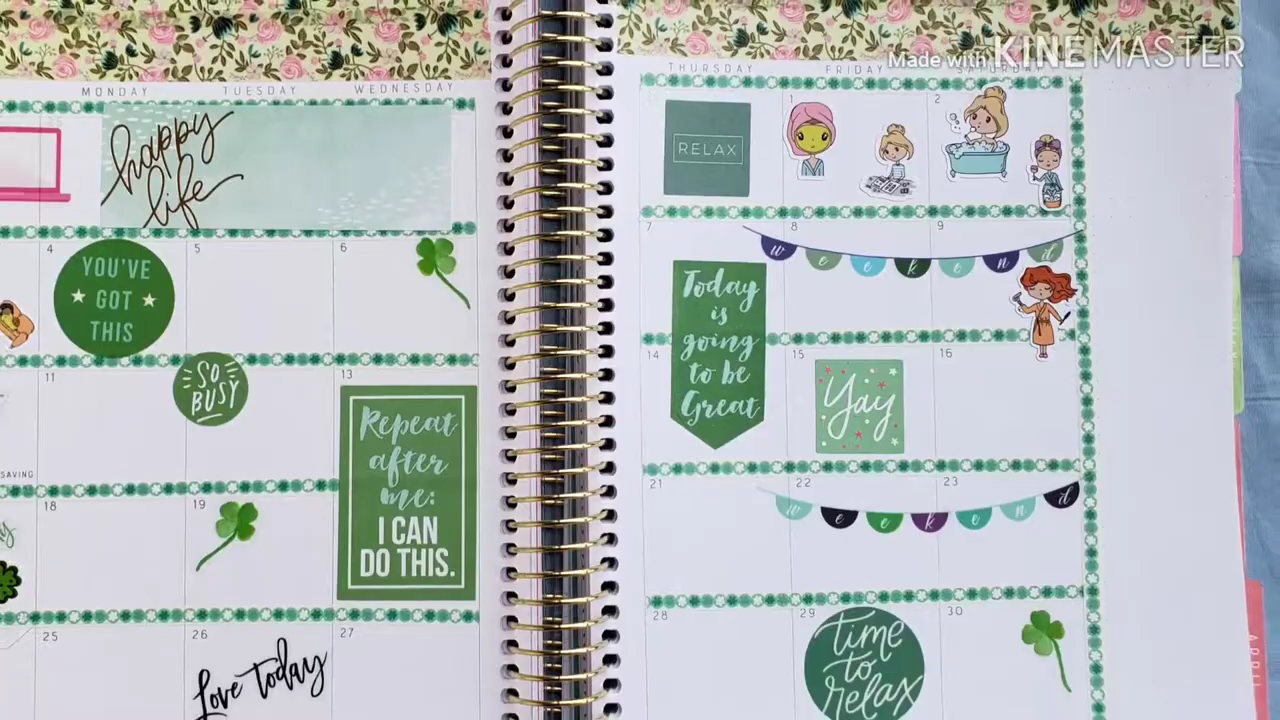 Made with KINEMASTER
MONDAY TUESDAY WEDNESDAY
THURSDAY FRIDAY SATURDAY
happy
life
RELAX
1
2
4
5
6
7
8
9
YOU'VE
GOT
THIS
weekend
Today
is
going
to be
Great
11
13
14
15
16
SO
BUSY
Repeat
after
me:
I CAN
DO THIS.
Yay
SAVING
18
19
21
22
23
weekend
25
26
27
28
29
30
Love Today
time
to
relax
APRIL